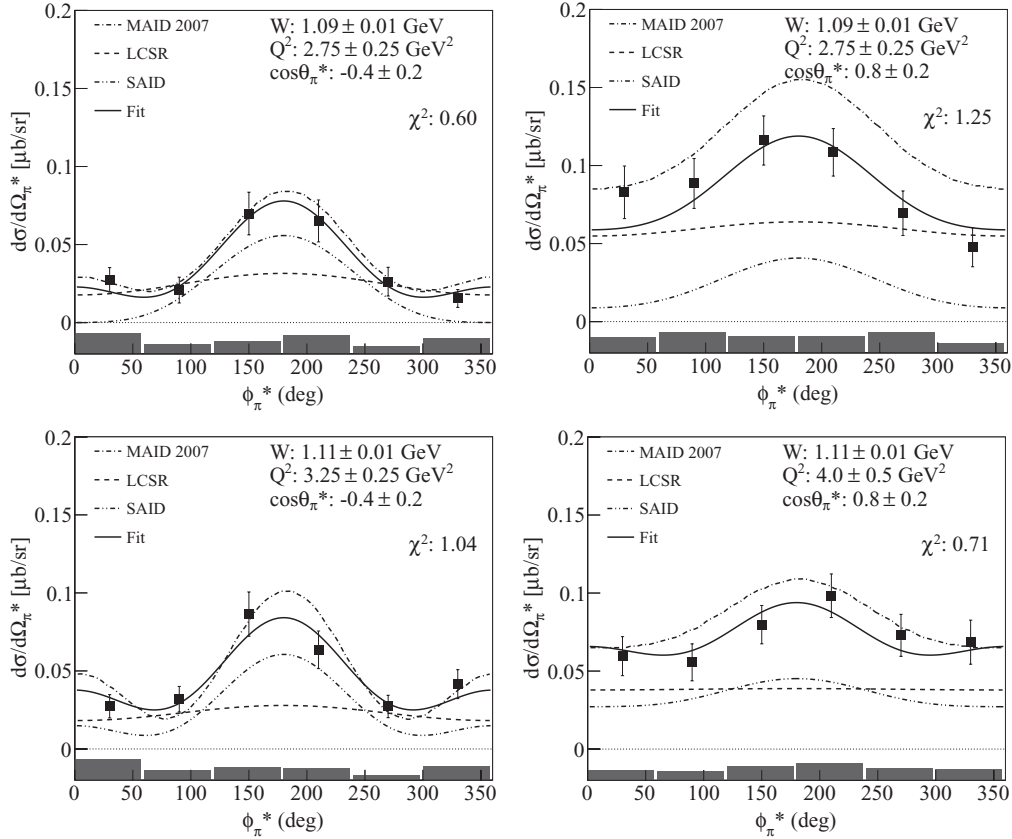 0.2
0.15
0.1
0.05
0
dσ/dΩπ* [μb/sr]
MAID 2007
LCSR
SAID
Fit
W: 1.09 ± 0.01 GeV
Q²: 2.75 ± 0.25 GeV²
cosθπ*: -0.4 ± 0.2
χ²: 0.60
0 50 100 150 200 250 300 350
ϕπ* (deg)
0.2
0.15
0.1
0.05
0
dσ/dΩπ* [μb/sr]
MAID 2007
LCSR
SAID
Fit
W: 1.09 ± 0.01 GeV
Q²: 2.75 ± 0.25 GeV²
cosθπ*: 0.8 ± 0.2
χ²: 1.25
0 50 100 150 200 250 300 350
ϕπ* (deg)
0.2
0.15
0.1
0.05
0
dσ/dΩπ* [μb/sr]
MAID 2007
LCSR
SAID
Fit
W: 1.11 ± 0.01 GeV
Q²: 3.25 ± 0.25 GeV²
cosθπ*: -0.4 ± 0.2
χ²: 1.04
0 50 100 150 200 250 300 350
ϕπ* (deg)
0.2
0.15
0.1
0.05
0
dσ/dΩπ* [μb/sr]
MAID 2007
LCSR
SAID
Fit
W: 1.11 ± 0.01 GeV
Q²: 4.0 ± 0.5 GeV²
cosθπ*: 0.8 ± 0.2
χ²: 0.71
0 50 100 150 200 250 300 350
ϕπ* (deg)